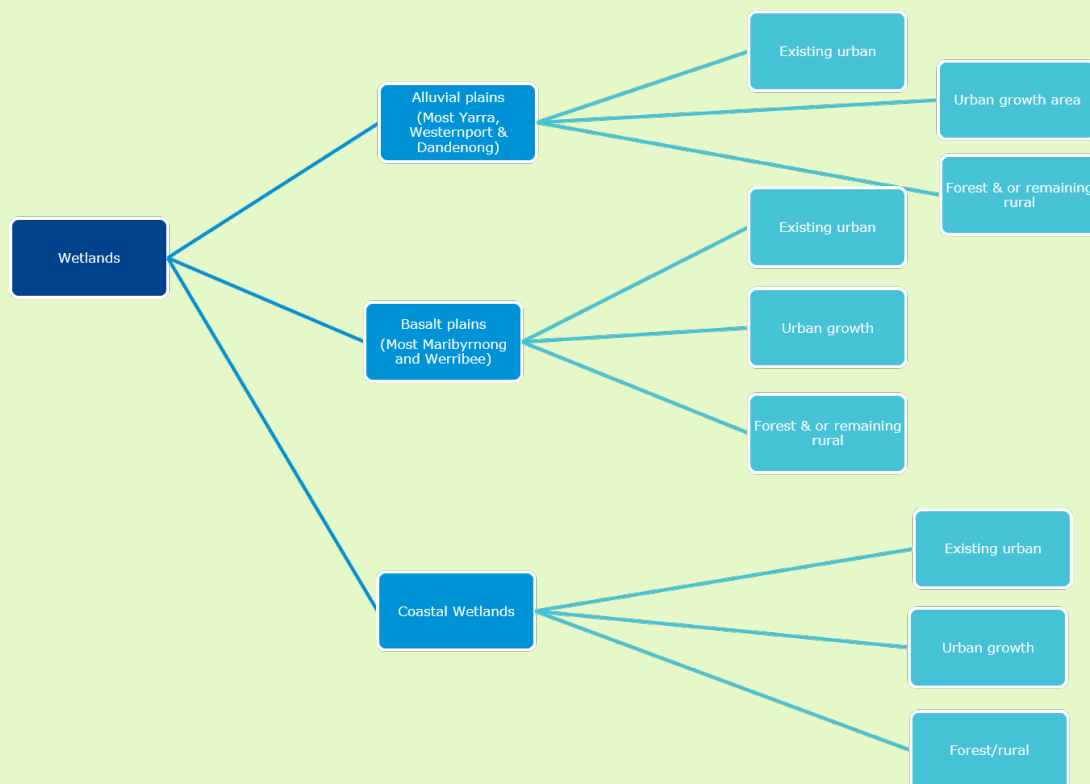 Wetlands
Alluvial plains
(Most Yarra,
Westernport &
Dandenong)
Existing urban
Urban growth area
Forest & or remaining
rural
Basalt plains
(Most Maribyrnong
and Werribee)
Existing urban
Urban growth
Forest & or remaining
rural
Coastal Wetlands
Existing urban
Urban growth
Forest/rural